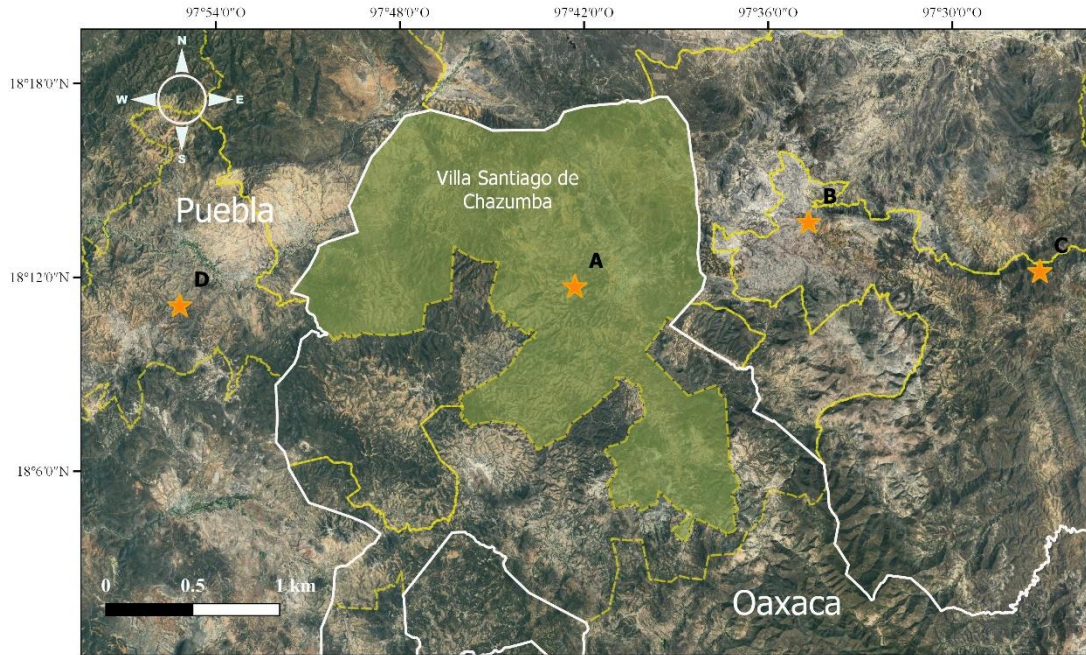 97°54'0"W 97°48'0"W 97°42'0"W 97°36'0"W 97°30'0"W
18°18'0"N
N
W E
S
Villa Santiago de
Chazumba
Puebla
B
A
C
18°12'0"N
D
18°6'0"N
0 0.5 1 km
Oaxaca